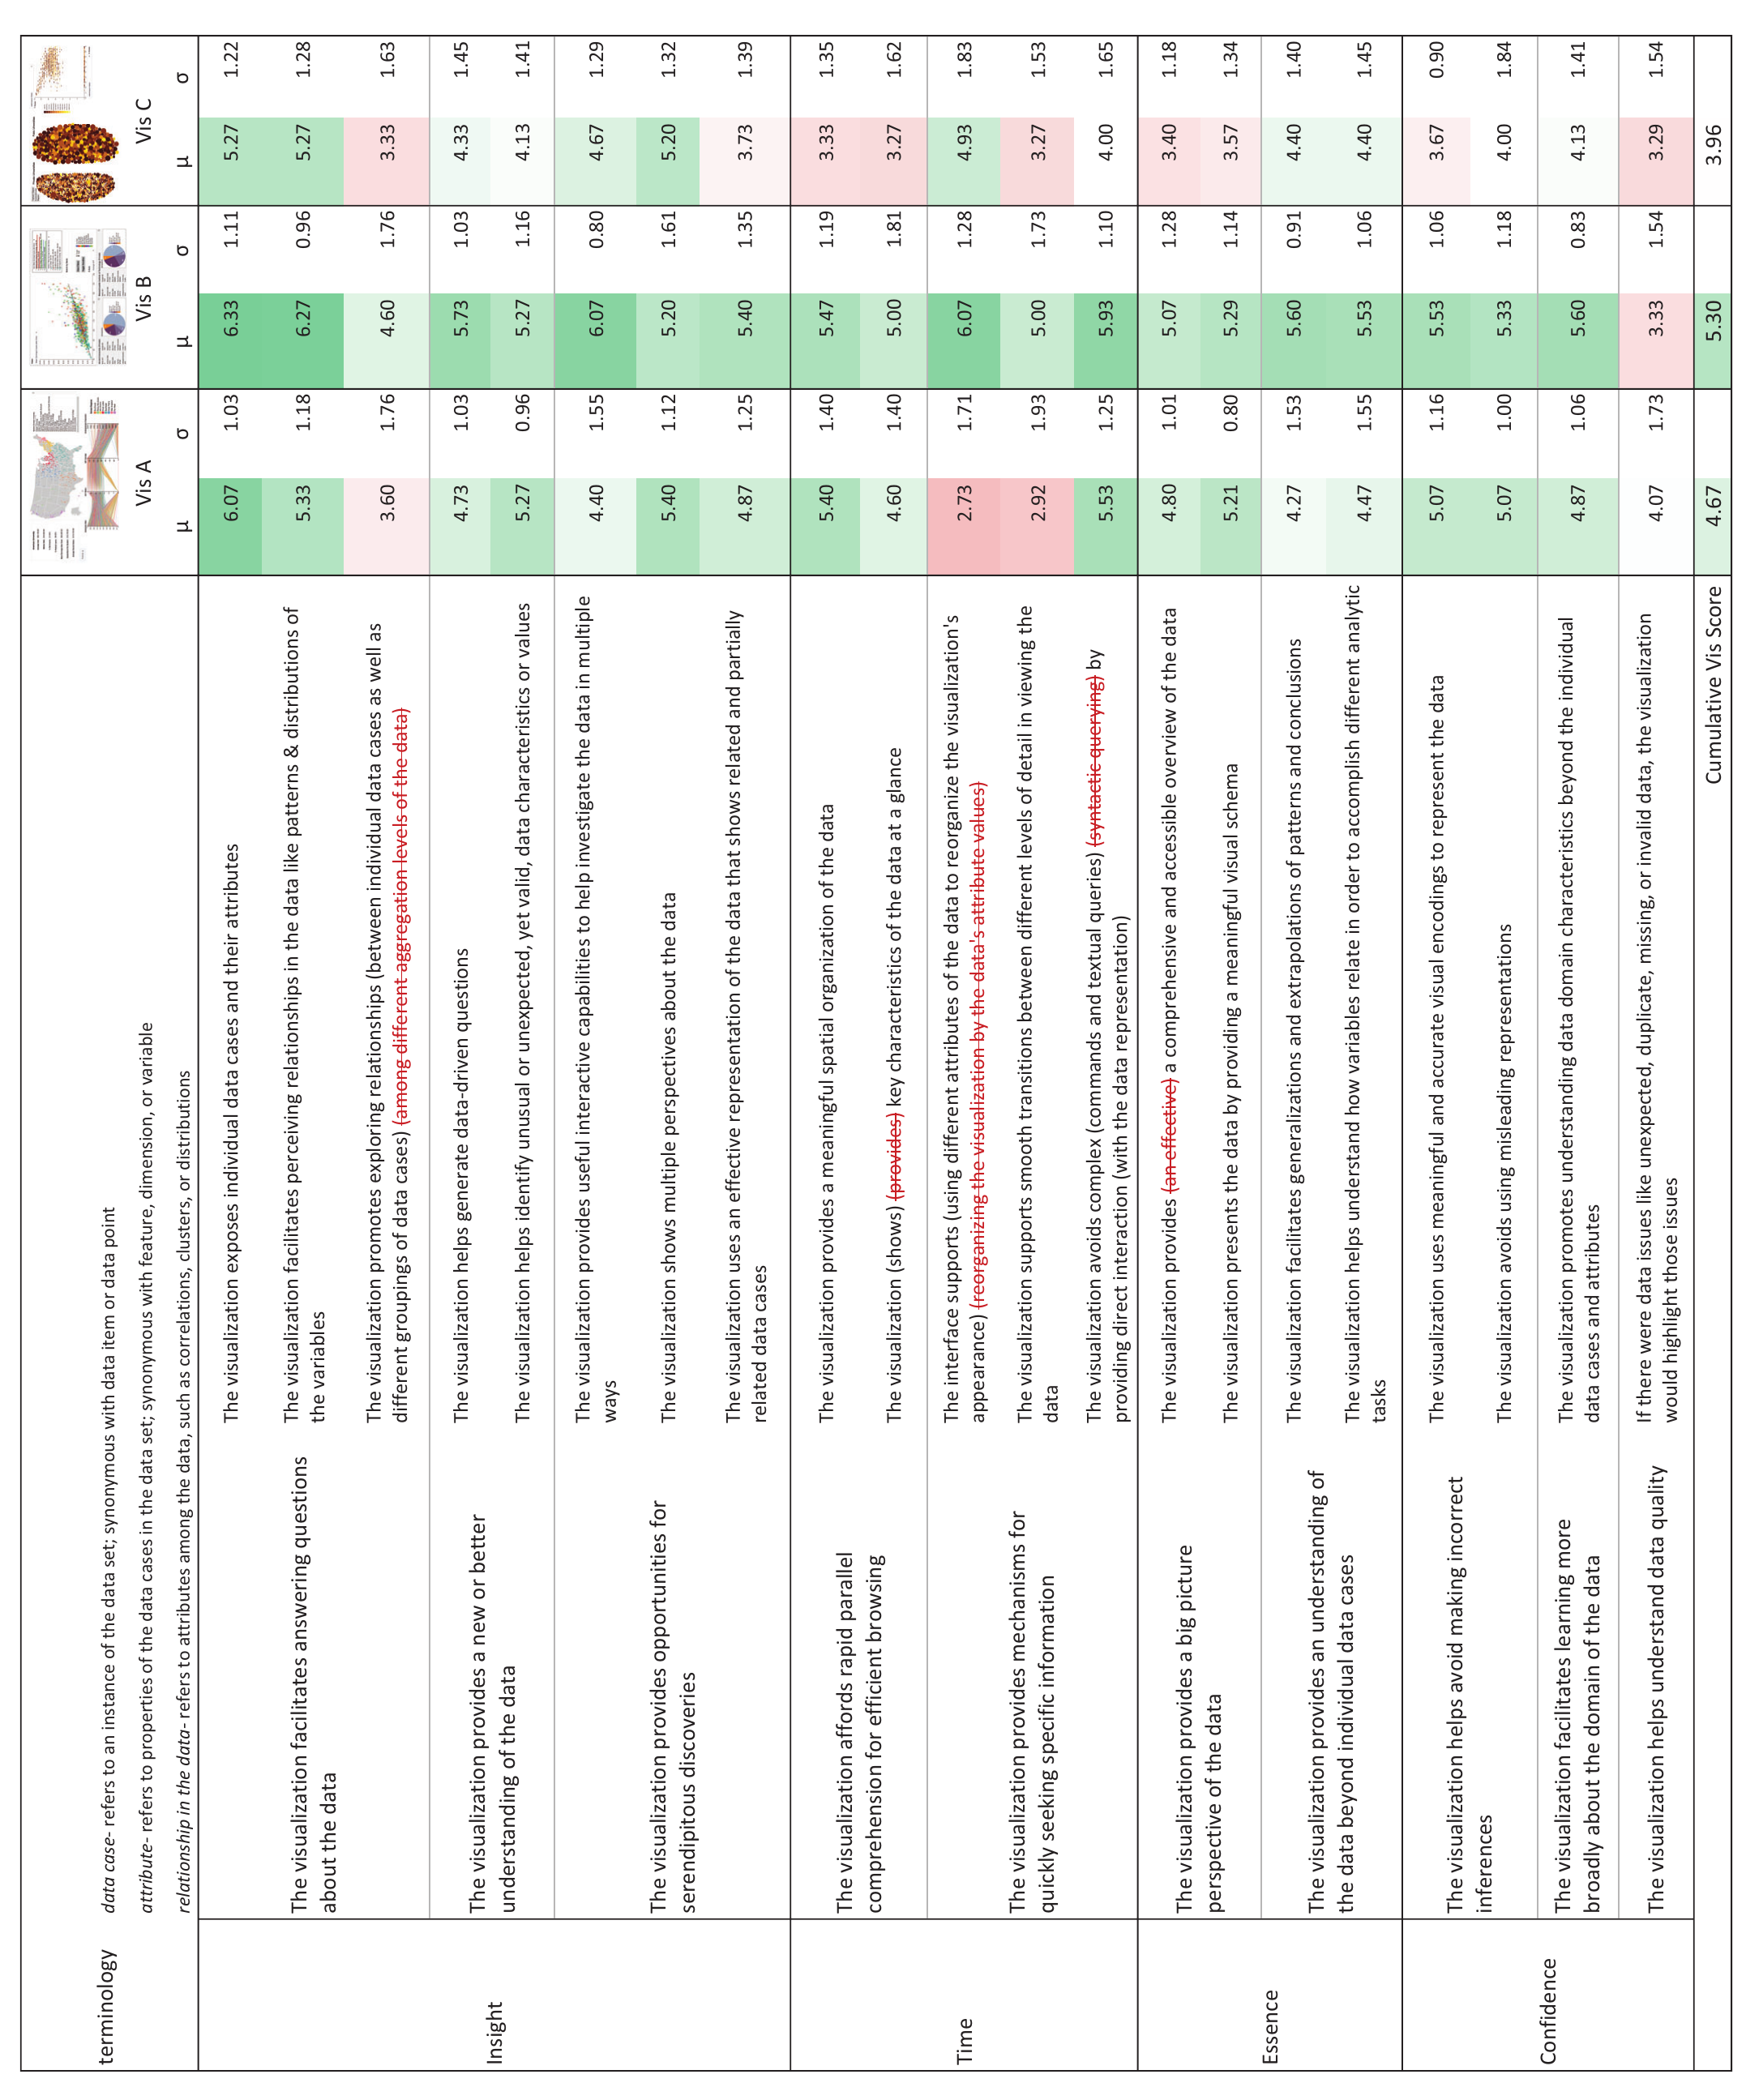 terminology
data case- refers to an instance of the data set; synonymous with data item or data point
attribute- refers to properties of the data cases in the data set; synonymous with feature, dimension, or variable
relationship in the data- refers to attributes among the data, such as correlations, clusters, or distributions
Vis A
Vis B
Vis C
μ σ μ σ μ σ
Insight
The visualization facilitates answering questions
about the data
The visualization exposes individual data cases and their attributes
6.07 1.03 6.33 1.11 5.27 1.22
The visualization facilitates perceiving relationships in the data like patterns & distributions of
the variables
5.33 1.18 6.27 0.96 5.27 1.28
The visualization promotes exploring relationships (between individual data cases as well as
different groupings of data cases) (among different aggregation levels of the data)
3.60 1.76 4.60 1.76 3.33 1.63
The visualization provides a new or better
understanding of the data
The visualization helps generate data-driven questions
4.73 1.03 5.73 1.03 4.33 1.45
The visualization helps identify unusual or unexpected, yet valid, data characteristics or values
5.27 0.96 5.27 1.16 4.13 1.41
The visualization provides opportunities for
serendipitous discoveries
The visualization provides useful interactive capabilities to help investigate the data in multiple
ways
4.40 1.55 6.07 0.80 4.67 1.29
The visualization shows multiple perspectives about the data
5.40 1.12 5.20 1.61 5.20 1.32
The visualization uses an effective representation of the data that shows related and partially
related data cases
4.87 1.25 5.40 1.35 3.73 1.39
Time
The visualization affords rapid parallel
comprehension for efficient browsing
The visualization provides a meaningful spatial organization of the data
5.40 1.40 5.47 1.19 3.33 1.35
The visualization (shows) (provides) key characteristics of the data at a glance
4.60 1.40 5.00 1.81 3.27 1.62
The visualization provides mechanisms for
quickly seeking specific information
The interface supports (using different attributes of the data to reorganize the visualization's
appearance) (reorganizing the visualization by the data's attribute values)
2.73 1.71 6.07 1.28 4.93 1.83
The visualization supports smooth transitions between different levels of detail in viewing the
data
2.92 1.93 5.00 1.73 3.27 1.53
The visualization avoids complex (commands and textual queries) (syntactic querying) by
providing direct interaction (with the data representation)
5.53 1.25 5.93 1.10 4.00 1.65
Essence
The visualization provides a big picture
perspective of the data
The visualization provides (an effective) a comprehensive and accessible overview of the data
4.80 1.01 5.07 1.28 3.40 1.18
The visualization presents the data by providing a meaningful visual schema
5.21 0.80 5.29 1.14 3.57 1.34
The visualization provides an understanding of
the data beyond individual data cases
The visualization facilitates generalizations and extrapolations of patterns and conclusions
4.27 1.53 5.60 0.91 4.40 1.40
The visualization helps understand how variables relate in order to accomplish different analytic
tasks
4.47 1.55 5.53 1.06 4.40 1.45
Confidence
The visualization helps avoid making incorrect
inferences
The visualization uses meaningful and accurate visual encodings to represent the data
5.07 1.16 5.53 1.06 3.67 0.90
The visualization avoids using misleading representations
5.07 1.00 5.33 1.18 4.00 1.84
The visualization facilitates learning more
broadly about the domain of the data
The visualization promotes understanding data domain characteristics beyond the individual
data cases and attributes
4.87 1.06 5.60 0.83 4.13 1.41
The visualization helps understand data quality
If there were data issues like unexpected, duplicate, missing, or invalid data, the visualization
would highlight those issues
4.07 1.73 3.33 1.54 3.29 1.54
Cumulative Vis Score
4.67 5.30 3.96